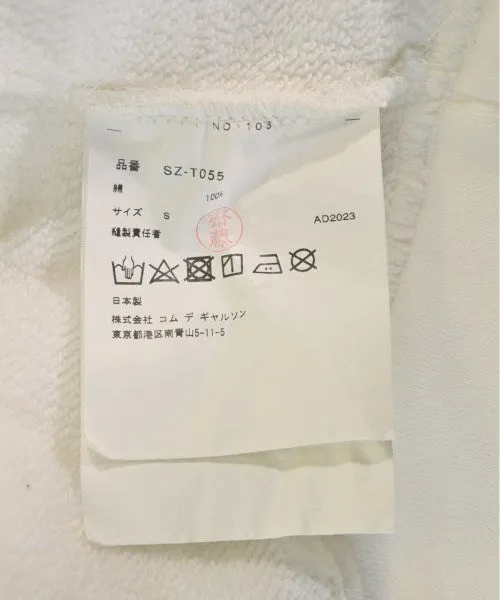 NO. 103
品番 SZ-T055
綿 100%
サイズ S AD2023
縫製責任者 齋藤
日本製
株式会社 コム デ ギャルソン
東京都港区南青山5-11-5